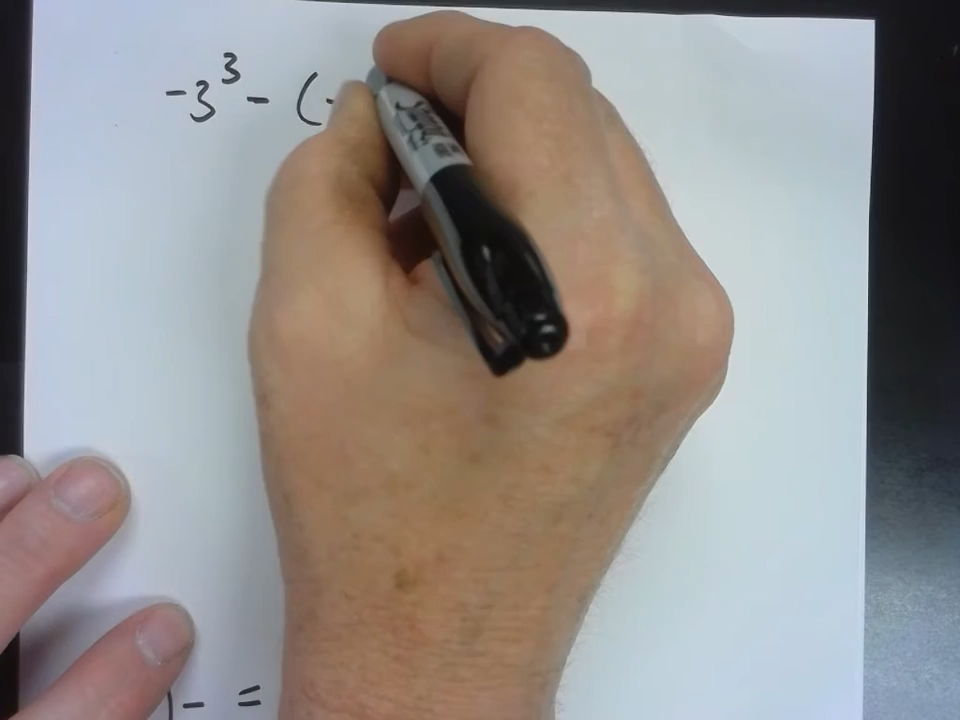 -3³ - (-
) - =